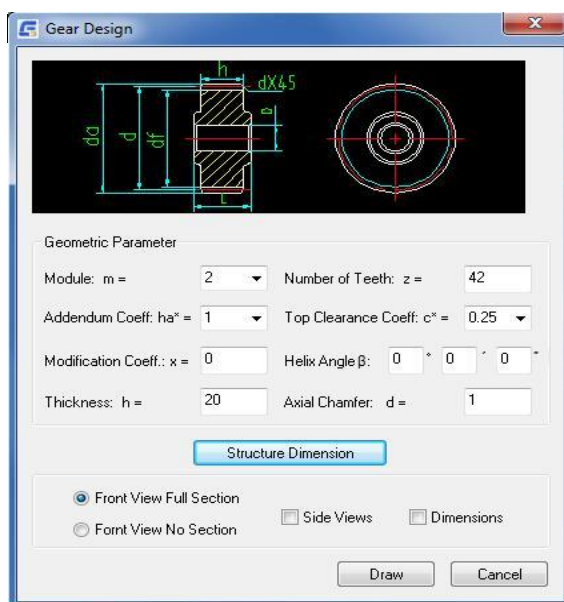 Gear Design
h
dX45
da
d
df
D
L
Geometric Parameter
Module: m = 2 Number of Teeth: z = 42
Addendum Coeff: ha* = 1 Top Clearance Coeff: c* = 0.25
Modification Coeff.: x = 0 Helix Angle β: 0 ° 0 ′ 0 ″
Thickness: h = 20 Axial Chamfer: d = 1
Structure Dimension
Front View Full Section
Fornt View No Section
Side Views Dimensions
Draw Cancel